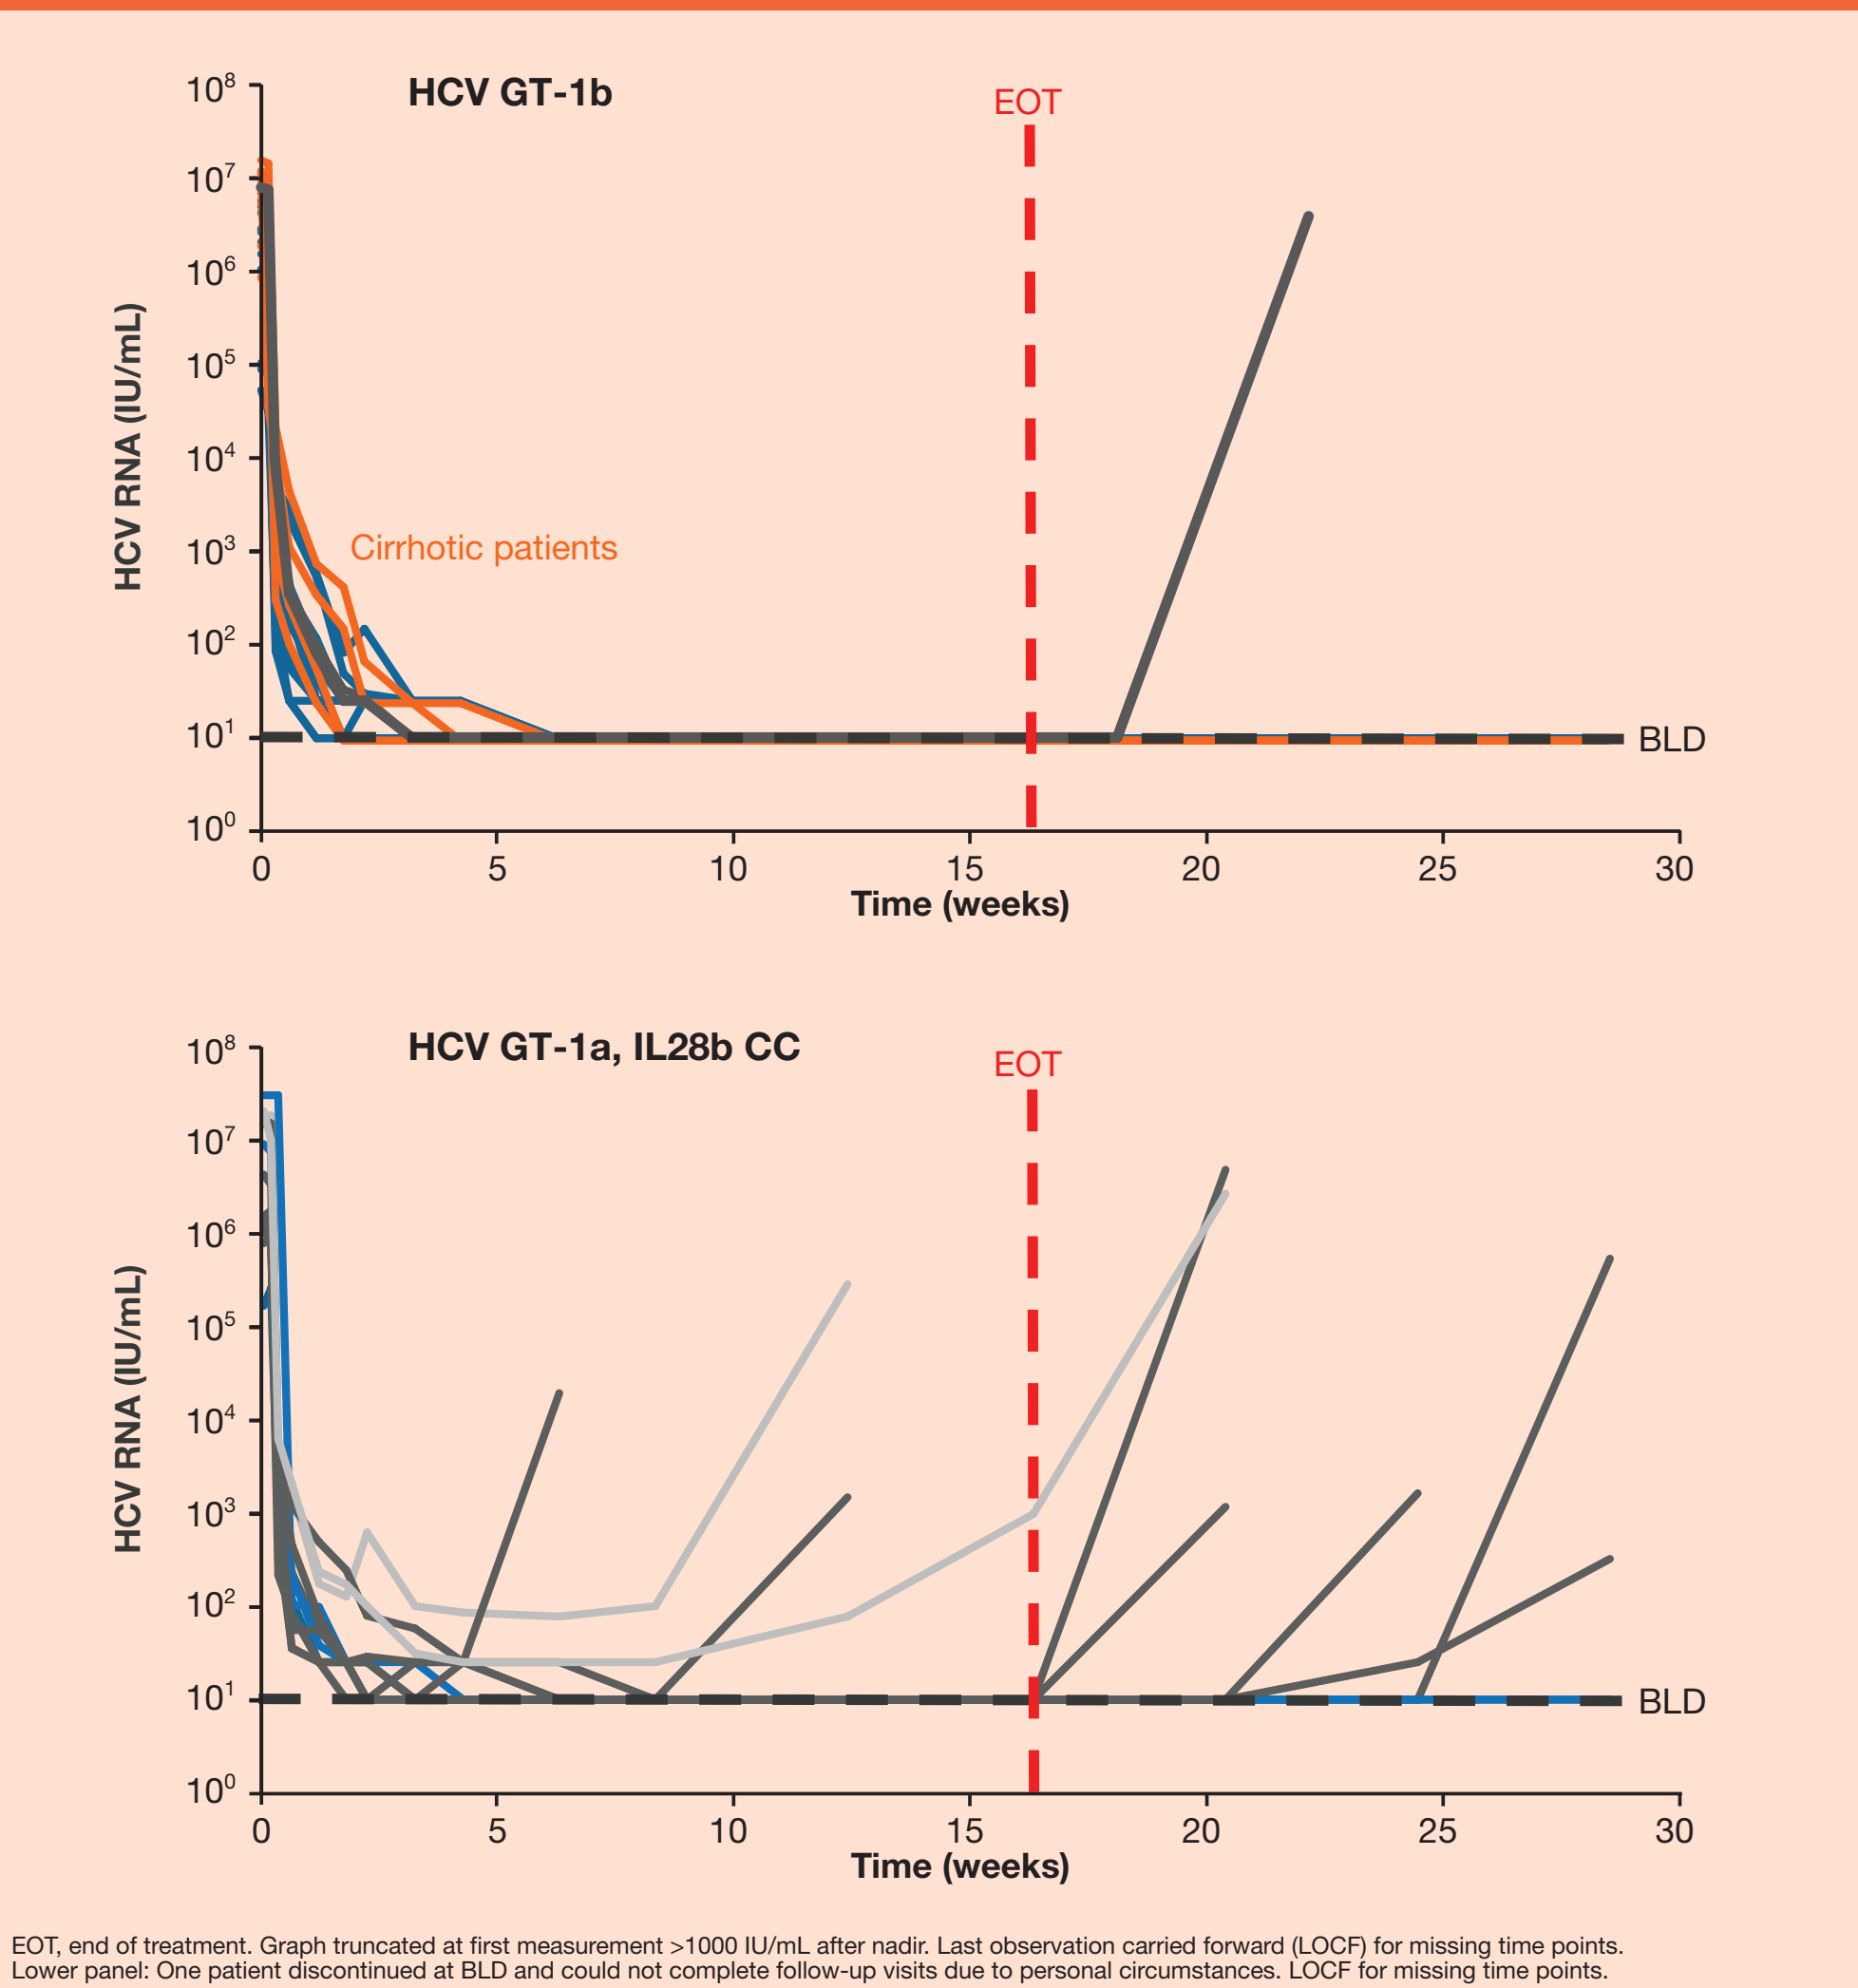 HCV GT-1b
EOT
10⁸
10⁷
10⁶
10⁵
10⁴
10³
10²
10¹
10⁰
HCV RNA (IU/mL)
Cirrhotic patients
BLD
0 5 10 15 20 25 30
Time (weeks)
HCV GT-1a, IL28b CC
EOT
10⁸
10⁷
10⁶
10⁵
10⁴
10³
10²
10¹
10⁰
HCV RNA (IU/mL)
BLD
0 5 10 15 20 25 30
Time (weeks)
EOT, end of treatment. Graph truncated at first measurement >1000 IU/mL after nadir. Last observation carried forward (LOCF) for missing time points.
Lower panel: One patient discontinued at BLD and could not complete follow-up visits due to personal circumstances. LOCF for missing time points.